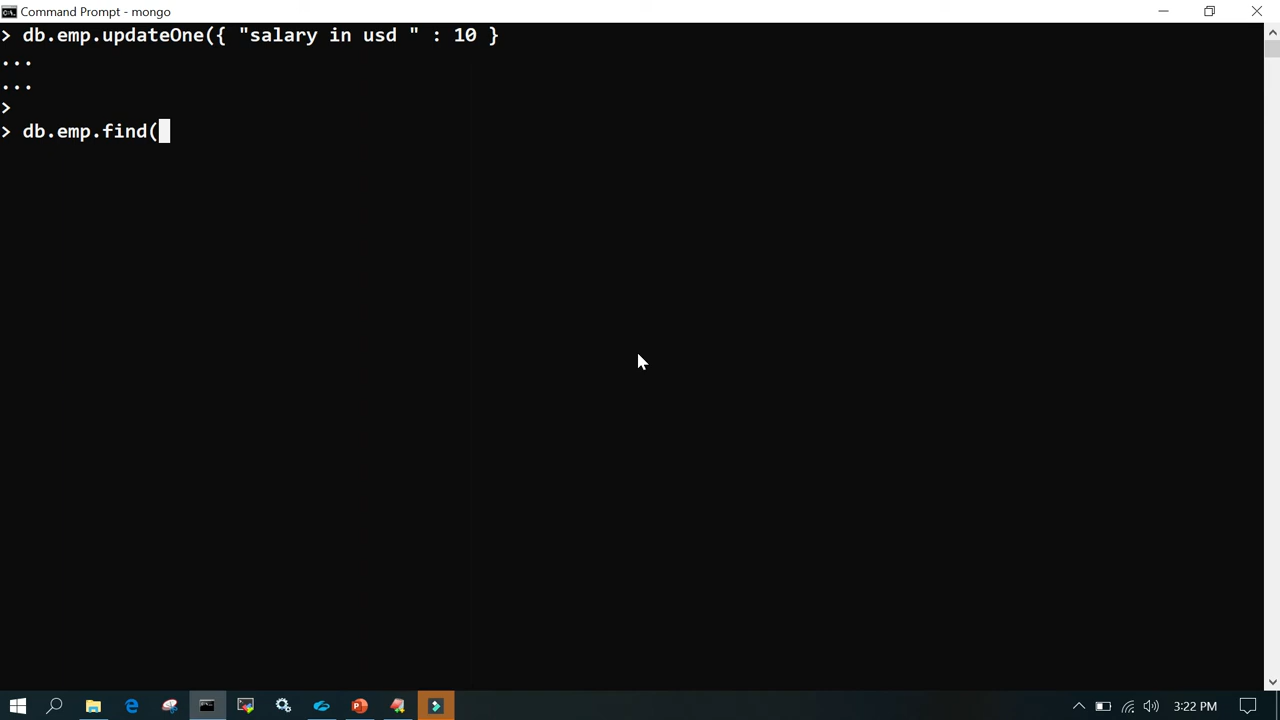 Command Prompt - mongo
> db.emp.updateOne({ "salary in usd " : 10 }
...
...
>
> db.emp.find(
3:22 PM